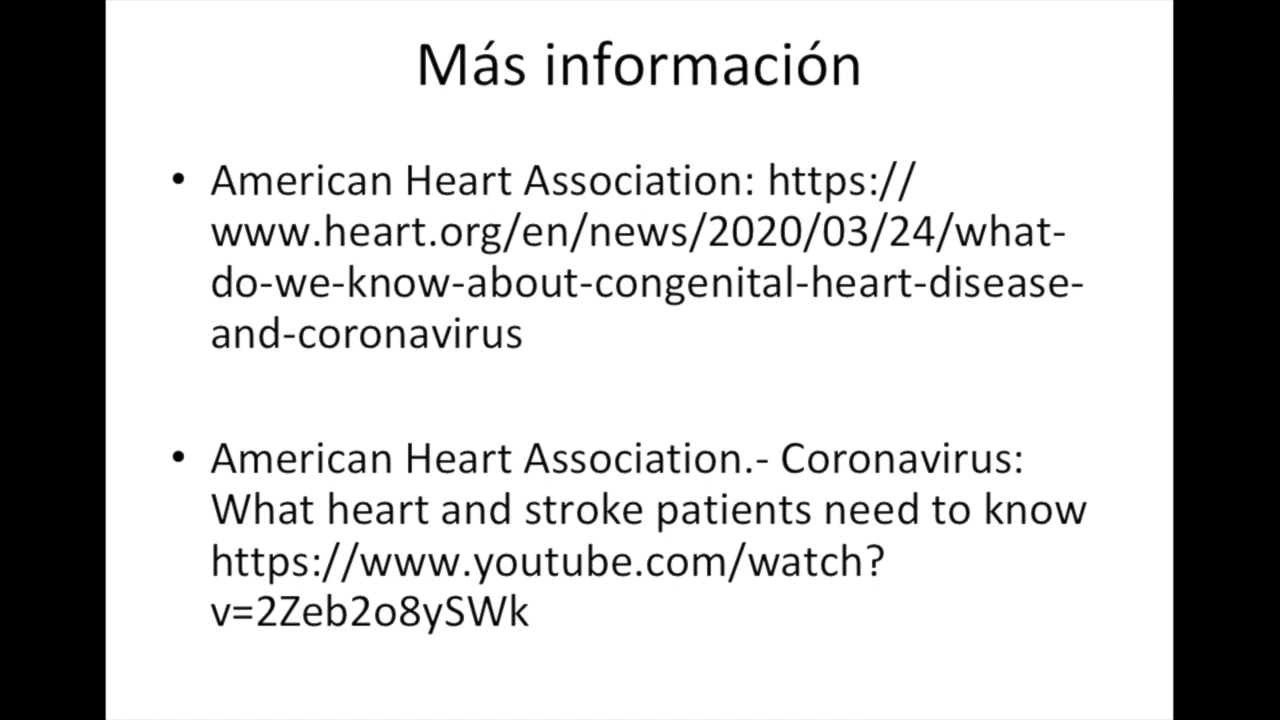 Más información
• American Heart Association: https://
www.heart.org/en/news/2020/03/24/what-
do-we-know-about-congenital-heart-disease-
and-coronavirus
• American Heart Association.- Coronavirus:
What heart and stroke patients need to know
https://www.youtube.com/watch?
v=2Zeb2o8ySWk